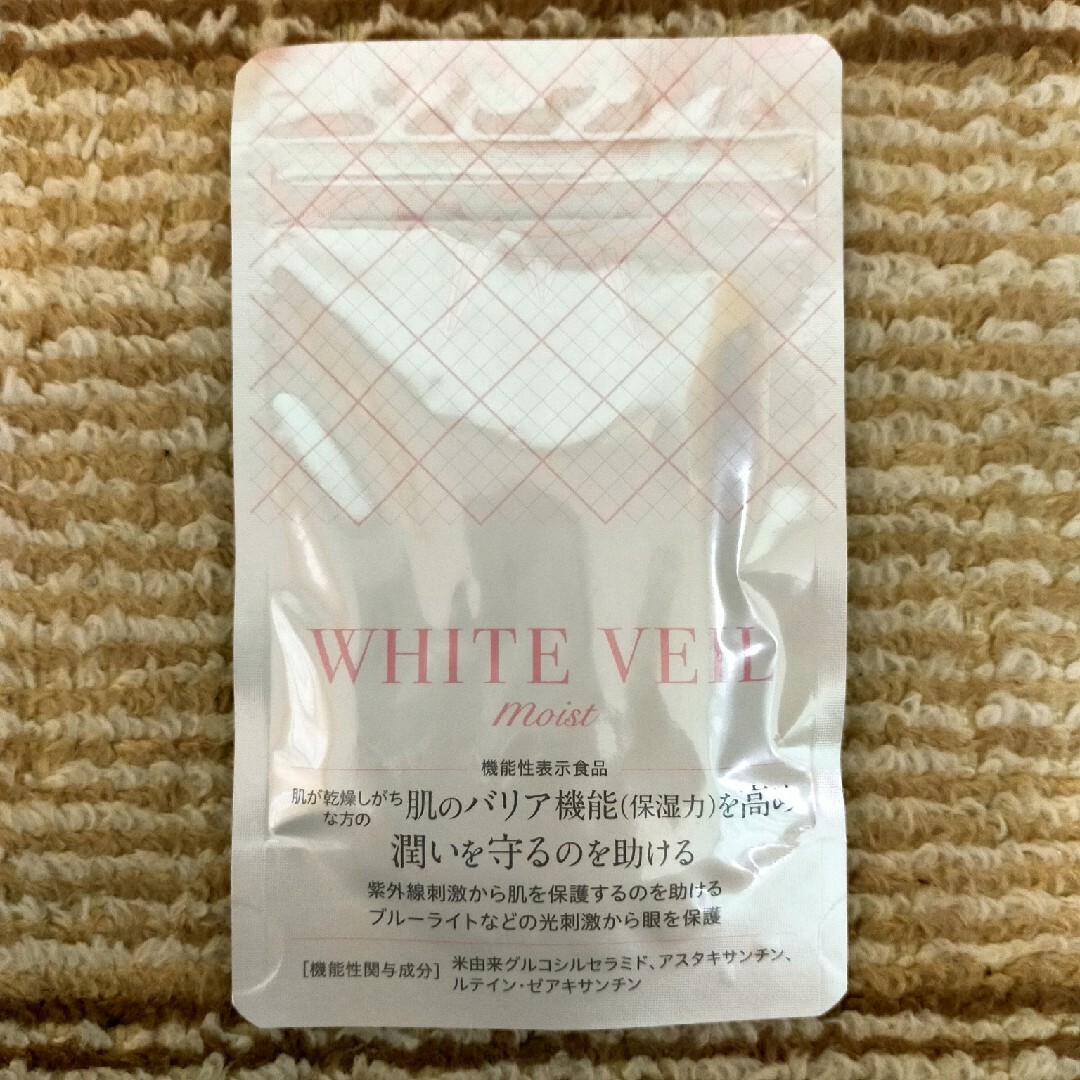 WHITE VEIL
moist
機能性表示食品
肌が乾燥しがち
な方の
肌のバリア機能(保湿力)を高め
潤いを守るのを助ける
紫外線刺激から肌を保護するのを助ける
ブルーライトなどの光刺激から眼を保護
[機能性関与成分] 米由来グルコシルセラミド、アスタキサンチン、
ルテイン・ゼアキサンチン